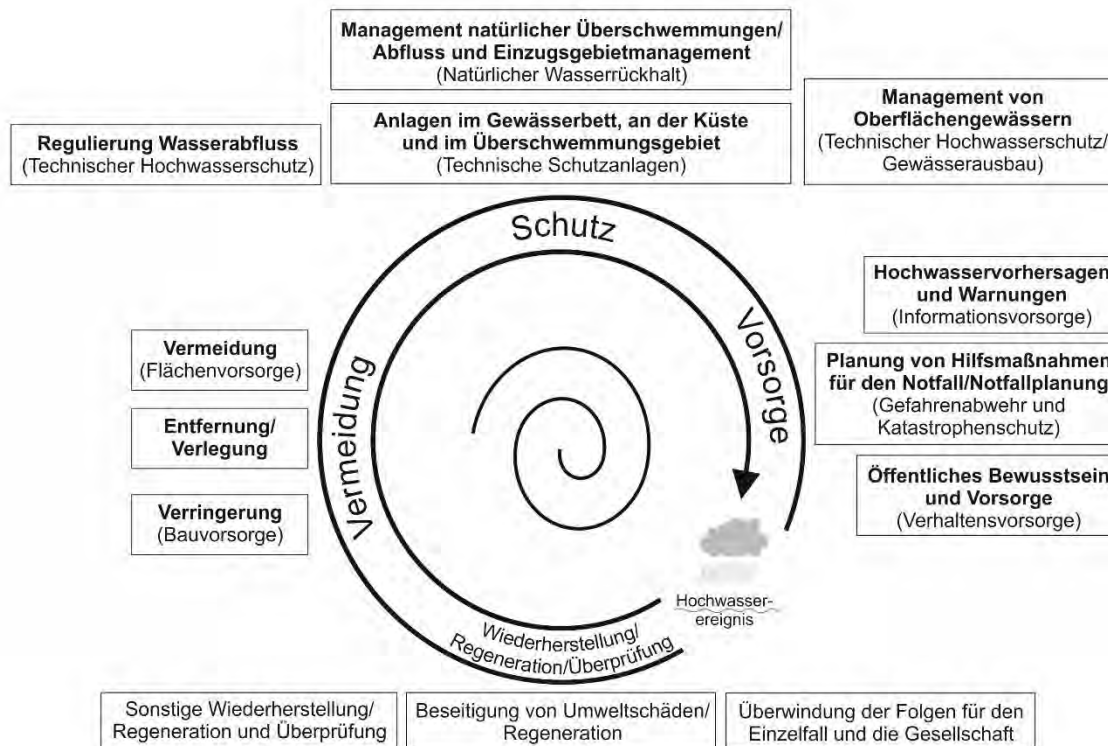 Management natürlicher Überschwemmungen/
Abfluss und Einzugsgebietmanagement
(Natürlicher Wasserrückhalt)
Regulierung Wasserabfluss
(Technischer Hochwasserschutz)
Anlagen im Gewässerbett, an der Küste
und im Überschwemmungsgebiet
(Technische Schutzanlagen)
Management von
Oberflächengewässern
(Technischer Hochwasserschutz/
Gewässerausbau)
Schutz
Vorsorge
Vermeidung
Hochwasservorhersagen
und Warnungen
(Informationsvorsorge)
Planung von Hilfsmaßnahmen
für den Notfall/Notfallplanung
(Gefahrenabwehr und
Katastrophenschutz)
Öffentliches Bewusstsein
und Vorsorge
(Verhaltensvorsorge)
Vermeidung
(Flächenvorsorge)
Entfernung/
Verlegung
Verringerung
(Bauvorsorge)
Hochwasser-
ereignis
Wiederherstellung/
Regeneration/Überprüfung
Sonstige Wiederherstellung/
Regeneration und Überprüfung
Beseitigung von Umweltschäden/
Regeneration
Überwindung der Folgen für den
Einzelfall und die Gesellschaft